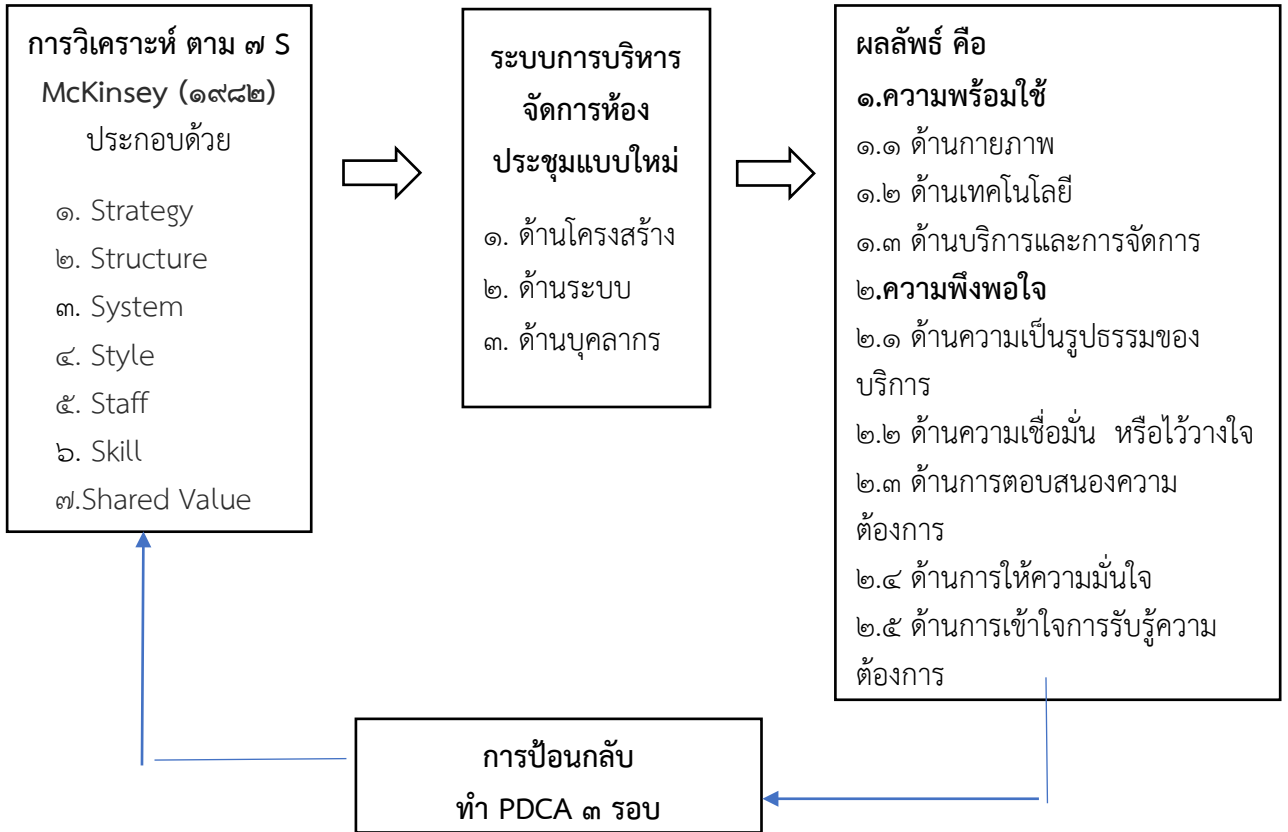 การวิเคราะห์ ตาม ๗ S
McKinsey (๑๙๘๒)
ประกอบด้วย
๑. Strategy
๒. Structure
๓. System
๔. Style
๕. Staff
๖. Skill
๗.Shared Value
ระบบการบริหาร
จัดการห้อง
ประชุมแบบใหม่
๑. ด้านโครงสร้าง
๒. ด้านระบบ
๓. ด้านบุคลากร
ผลลัพธ์ คือ
๑.ความพร้อมใช้
๑.๑ ด้านกายภาพ
๑.๒ ด้านเทคโนโลยี
๑.๓ ด้านบริการและการจัดการ
๒.ความพึงพอใจ
๒.๑ ด้านความเป็นรูปธรรมของ
บริการ
๒.๒ ด้านความเชื่อมั่น หรือไว้วางใจ
๒.๓ ด้านการตอบสนองความ
ต้องการ
๒.๔ ด้านการให้ความมั่นใจ
๒.๕ ด้านการเข้าใจการรับรู้ความ
ต้องการ
การป้อนกลับ
ทำ PDCA ๓ รอบ